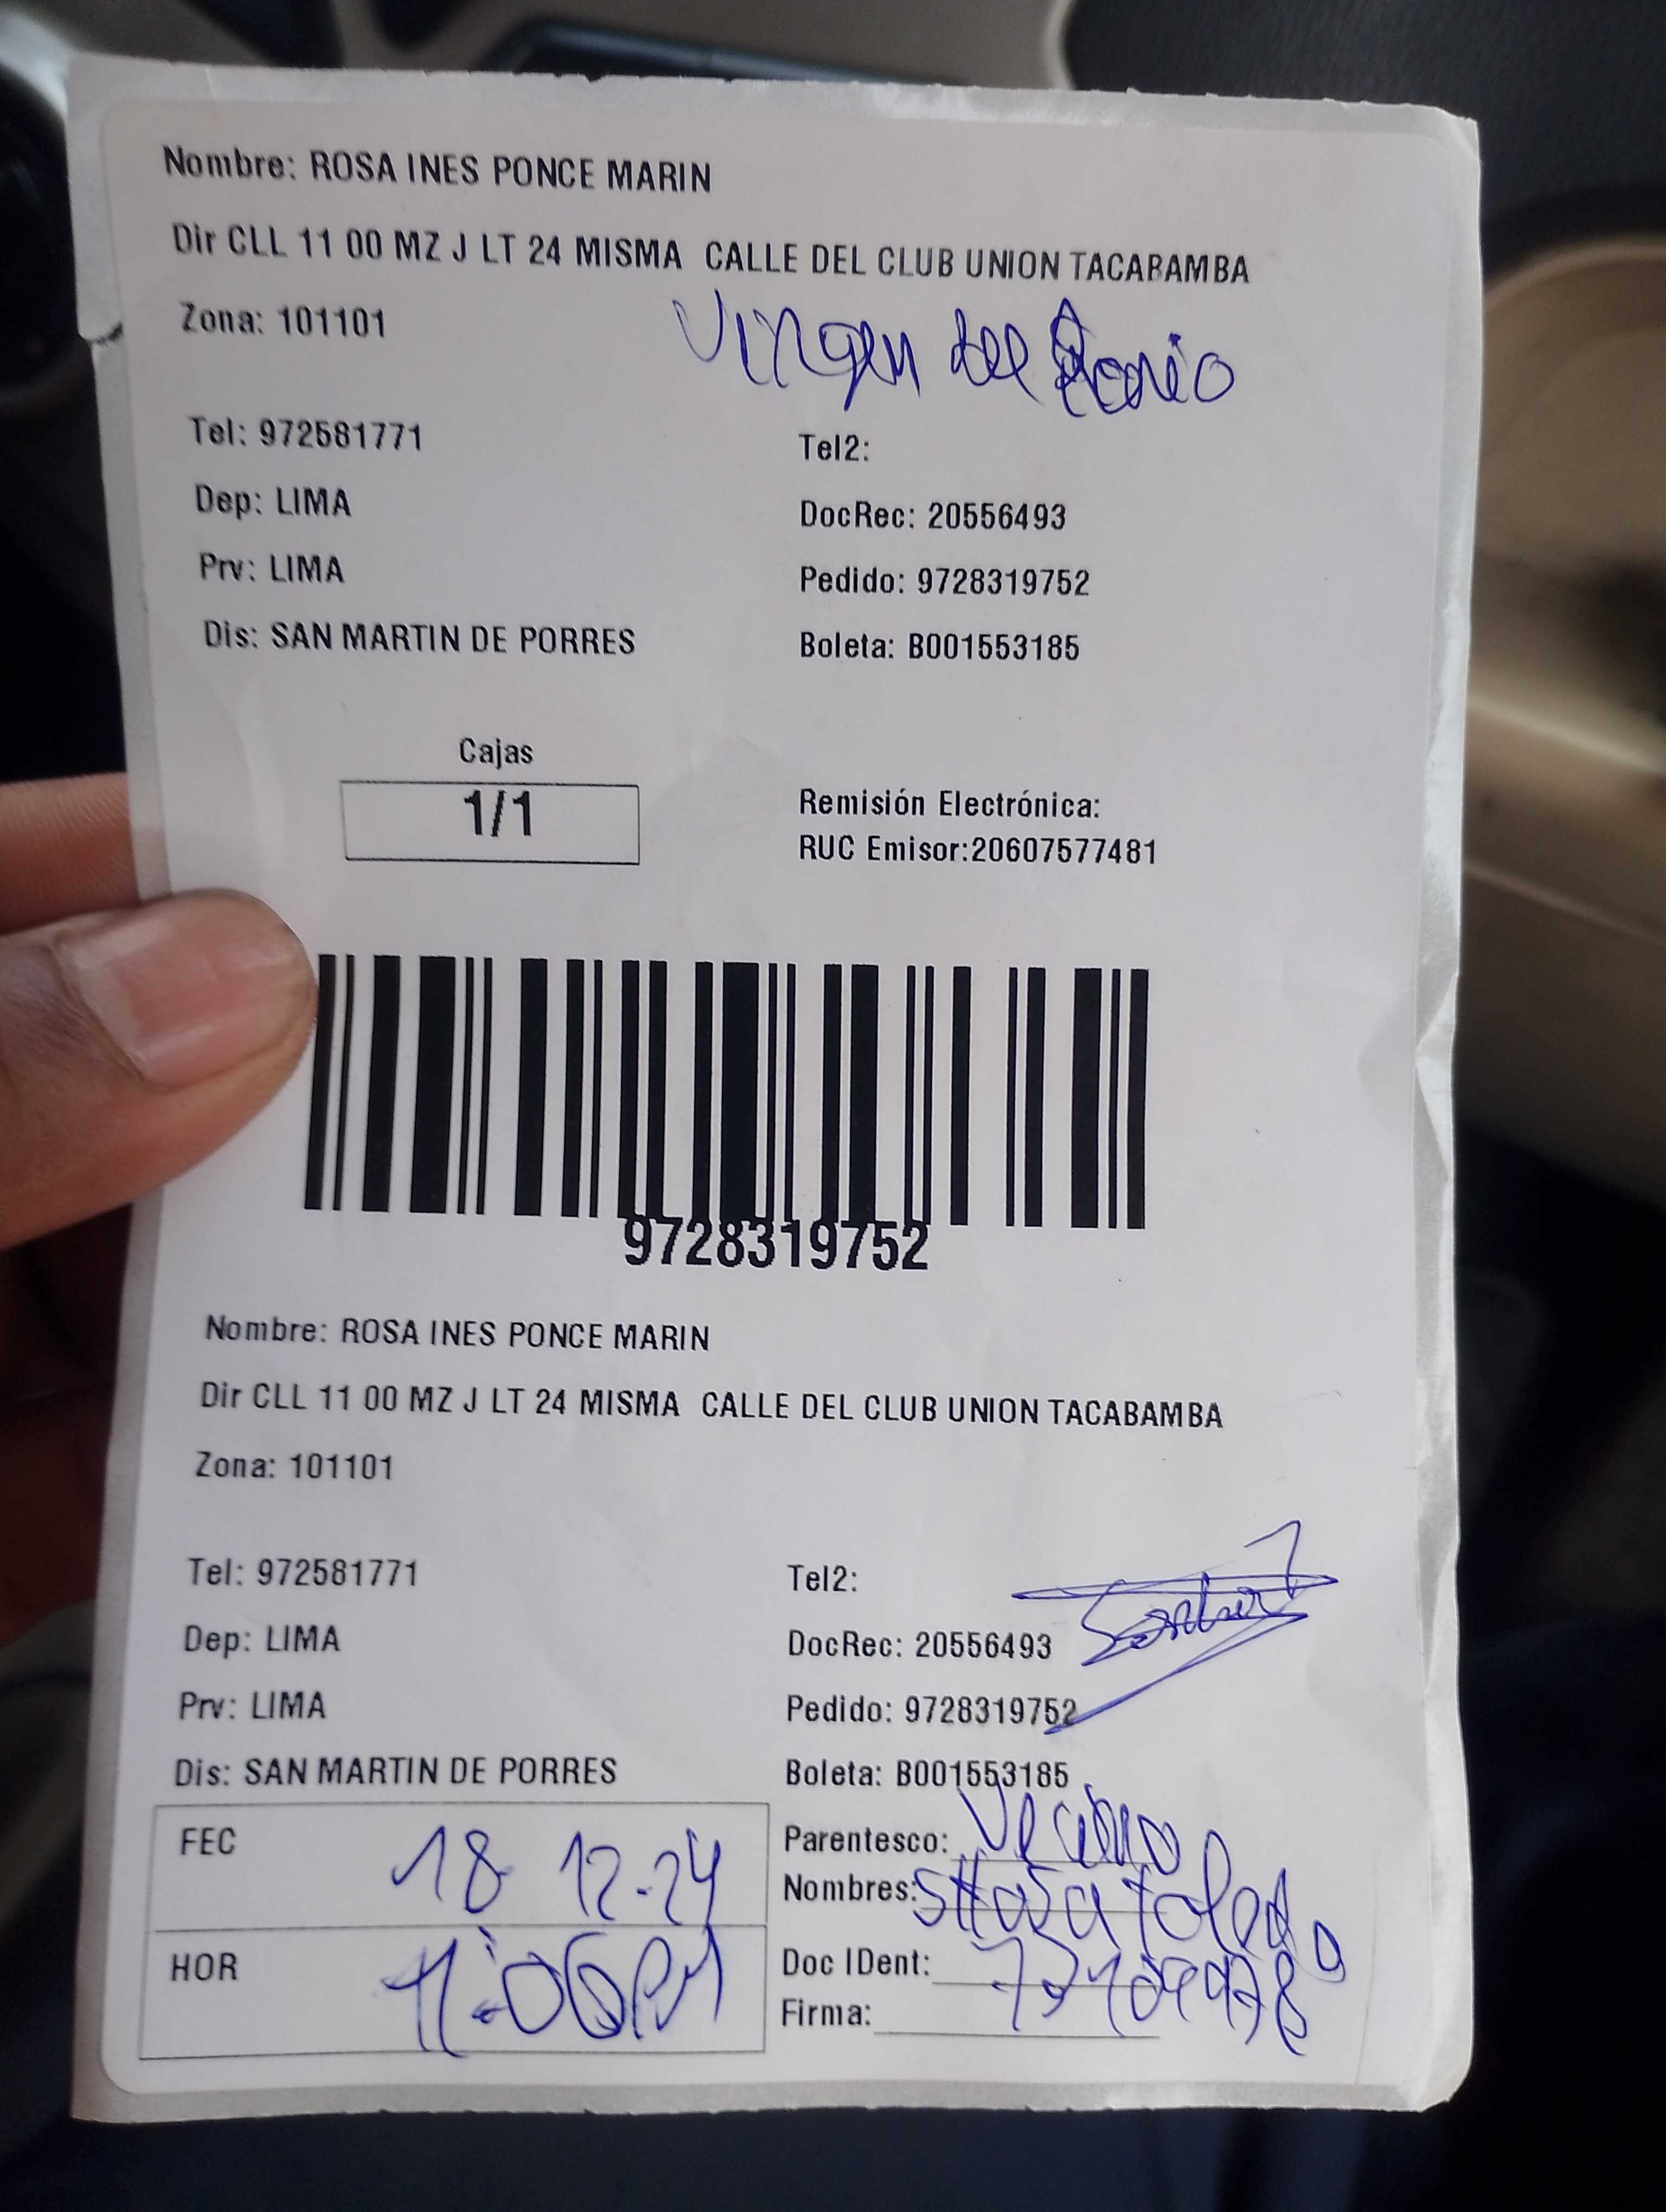 Nombre: ROSA INES PONCE MARIN
Dir CLL 11 00 MZ J LT 24 MISMA CALLE DEL CLUB UNION TACABAMBA
Zona: 101101
Virgen del
Tel: 972581771 Tel2:
Dep: LIMA DocRec: 20556493
Prv: LIMA Pedido: 9728319752
Dis: SAN MARTIN DE PORRES Boleta: B001553185
Cajas
1/1
Remisión Electrónica:
RUC Emisor:20607577481
9728319752
Nombre: ROSA INES PONCE MARIN
Dir CLL 11 00 MZ J LT 24 MISMA CALLE DEL CLUB UNION TACABAMBA
Zona: 101101
Tel: 972581771 Tel2:
Dep: LIMA DocRec: 20556493
Prv: LIMA Pedido: 9728319752
Dis: SAN MARTIN DE PORRES Boleta: B001553185
FEC 18 12-24
Parentesco:
Nombres: Toledo
HOR
Doc IDent:
Firma: